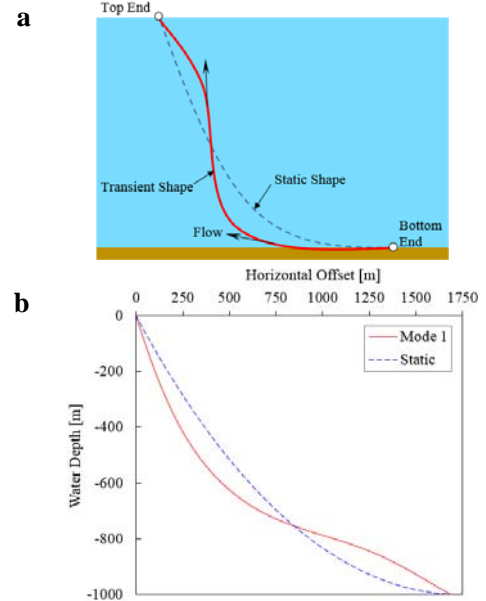 a
Top End
Transient Shape
Static Shape
Flow
Bottom
End
b
Horizontal Offset [m]
0 250 500 750 1000 1250 1500 1750
0
-200
-400
-600
-800
-1000
Water Depth [m]
Mode 1
Static